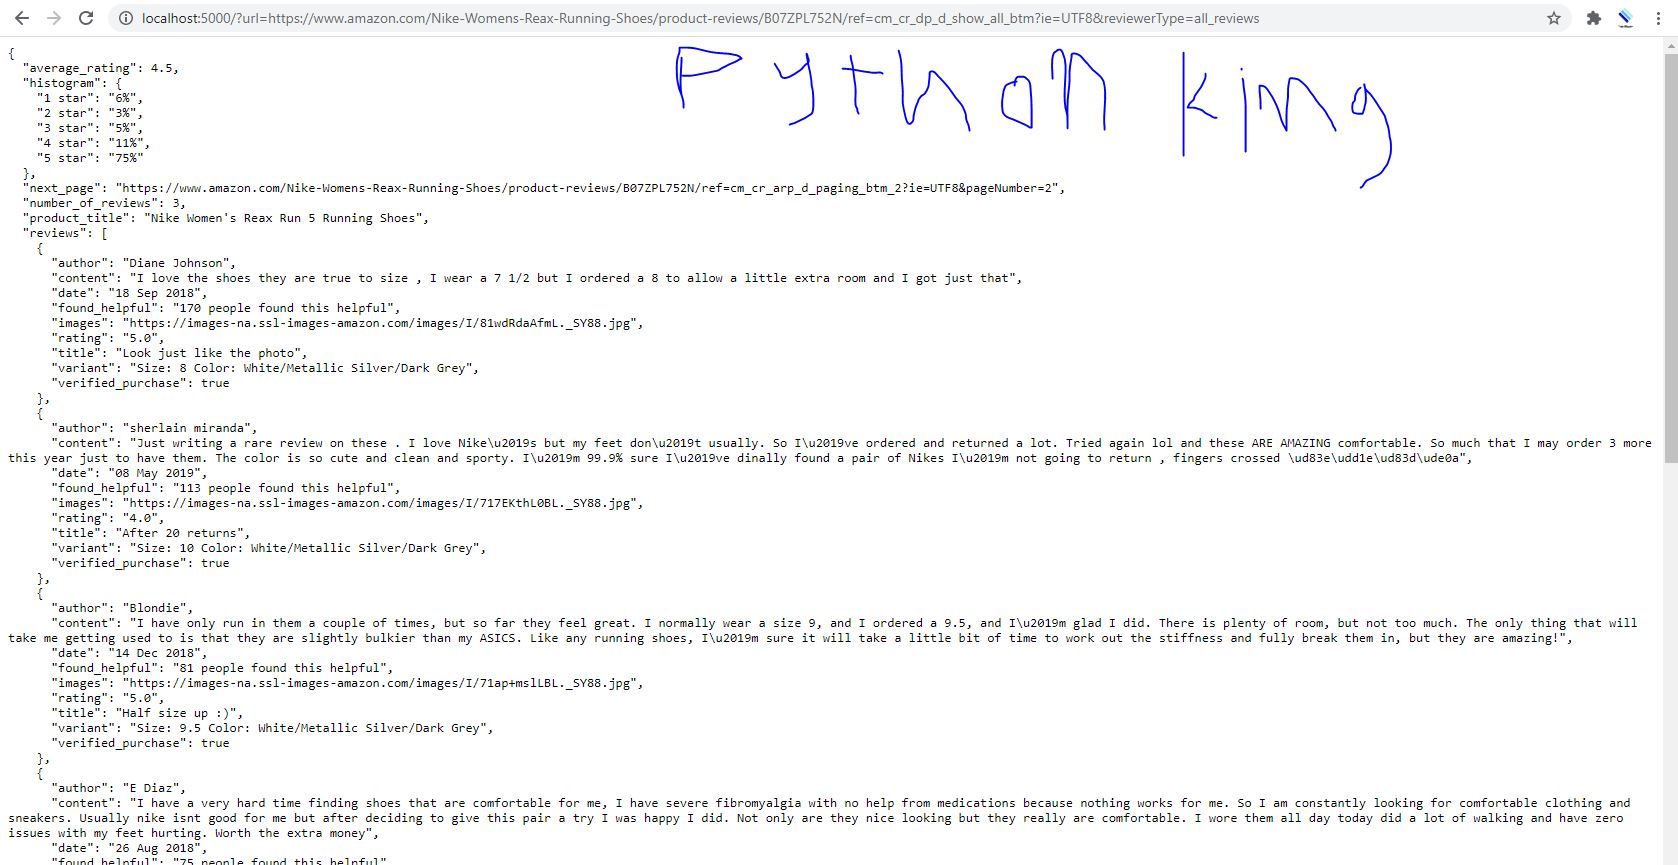 localhost:5000/?url=https://www.amazon.com/Nike-Womens-Reax-Running-Shoes/product-reviews/B07ZPL752N/ref=cm_cr_dp_d_show_all_btm?ie=UTF8&reviewerType=all_reviews
Python king
{
"average_rating": 4.5,
"histogram": {
"1 star": "6%",
"2 star": "3%",
"3 star": "5%",
"4 star": "11%",
"5 star": "75%"
},
"next_page": "https://www.amazon.com/Nike-Womens-Reax-Running-Shoes/product-reviews/B07ZPL752N/ref=cm_cr_arp_d_paging_btm_2?ie=UTF8&pageNumber=2",
"number_of_reviews": 3,
"product_title": "Nike Women's Reax Run 5 Running Shoes",
"reviews": [
{
"author": "Diane Johnson",
"content": "I love the shoes they are true to size , I wear a 7 1/2 but I ordered a 8 to allow a little extra room and I got just that",
"date": "18 Sep 2018",
"found_helpful": "170 people found this helpful",
"images": "https://images-na.ssl-images-amazon.com/images/I/81wdRdaAfmL._SY88.jpg",
"rating": "5.0",
"title": "Look just like the photo",
"variant": "Size: 8 Color: White/Metallic Silver/Dark Grey",
"verified_purchase": true
},
{
"author": "sherlain miranda",
"content": "Just writing a rare review on these . I love Nike\u2019s but my feet don\u2019t usually. So I\u2019ve ordered and returned a lot. Tried again lol and these ARE AMAZING comfortable. So much that I may order 3 more
this year just to have them. The color is so cute and clean and sporty. I\u2019m 99.9% sure I\u2019ve dinally found a pair of Nikes I\u2019m not going to return , fingers crossed \ud83e\udd1e\ud83d\ude0a",
"date": "08 May 2019",
"found_helpful": "113 people found this helpful",
"images": "https://images-na.ssl-images-amazon.com/images/I/717EKthL0BL._SY88.jpg",
"rating": "4.0",
"title": "After 20 returns",
"variant": "Size: 10 Color: White/Metallic Silver/Dark Grey",
"verified_purchase": true
},
{
"author": "Blondie",
"content": "I have only run in them a couple of times, but so far they feel great. I normally wear a size 9, and I ordered a 9.5, and I\u2019m glad I did. There is plenty of room, but not too much. The only thing that will
take me getting used to is that they are slightly bulkier than my ASICS. Like any running shoes, I\u2019m sure it will take a little bit of time to work out the stiffness and fully break them in, but they are amazing!",
"date": "14 Dec 2018",
"found_helpful": "81 people found this helpful",
"images": "https://images-na.ssl-images-amazon.com/images/I/71ap+mslLBL._SY88.jpg",
"rating": "5.0",
"title": "Half size up :)",
"variant": "Size: 9.5 Color: White/Metallic Silver/Dark Grey",
"verified_purchase": true
},
{
"author": "E Diaz",
"content": "I have a very hard time finding shoes that are comfortable for me, I have severe fibromyalgia with no help from medications because nothing works for me. So I am constantly looking for comfortable clothing and
sneakers. Usually nike isnt good for me but after deciding to give this pair a try I was happy I did. Not only are they nice looking but they really are comfortable. I wore them all day today did a lot of walking and have zero
issues with my feet hurting. Worth the extra money",
"date": "26 Aug 2018",
"found_helpful": "75 people found this helpful"